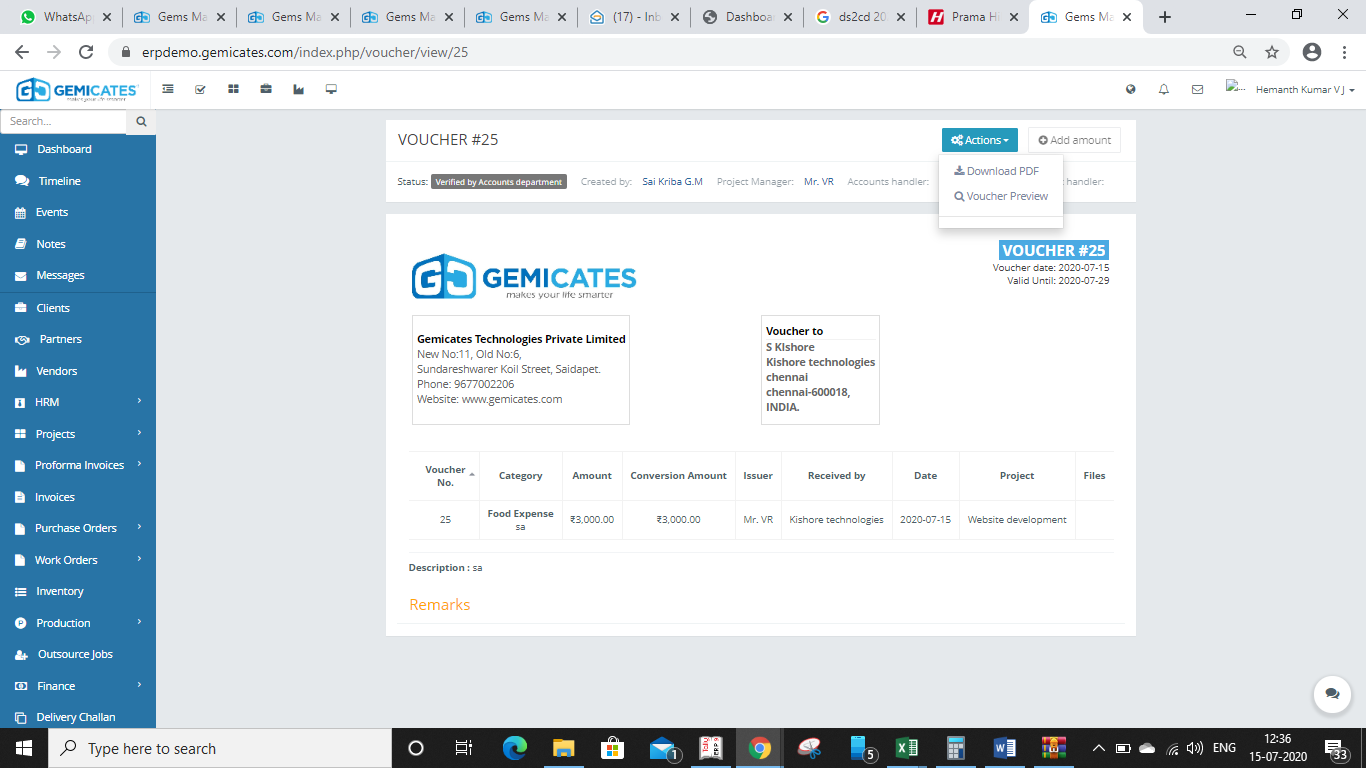 WhatsApp
Gems Ma
Gems Ma
Gems Ma
Gems Ma
(17) - Inb
Dashboar
ds2cd 20
Prama Hi
Gems Ma
erpdemo.gemicates.com/index.php/voucher/view/25
GEMICATES
makes your life smarter
Hemanth Kumar V J
Search...
Dashboard
Timeline
Events
Notes
Messages
Clients
Partners
Vendors
HRM
Projects
Proforma Invoices
Invoices
Purchase Orders
Work Orders
Inventory
Production
Outsource Jobs
Finance
Delivery Challan
VOUCHER #25
Actions
Add amount
Status: Verified by Accounts department Created by: Sai Kriba G.M Project Manager: Mr. VR Accounts handler: t handler:
Download PDF
Voucher Preview
GEMICATES
makes your life smarter
VOUCHER #25
Voucher date: 2020-07-15
Valid Until: 2020-07-29
Gemicates Technologies Private Limited
New No:11, Old No:6,
Sundareshwarer Koil Street, Saidapet.
Phone: 9677002206
Website: www.gemicates.com
Voucher to
S KIshore
Kishore technologies
chennai
chennai-600018,
INDIA.
Voucher No. Category Amount Conversion Amount Issuer Received by Date Project Files
25 Food Expense sa ₹3,000.00 ₹3,000.00 Mr. VR Kishore technologies 2020-07-15 Website development
Description : sa
Remarks
Type here to search
1
5
ENG
12:36
15-07-2020
33